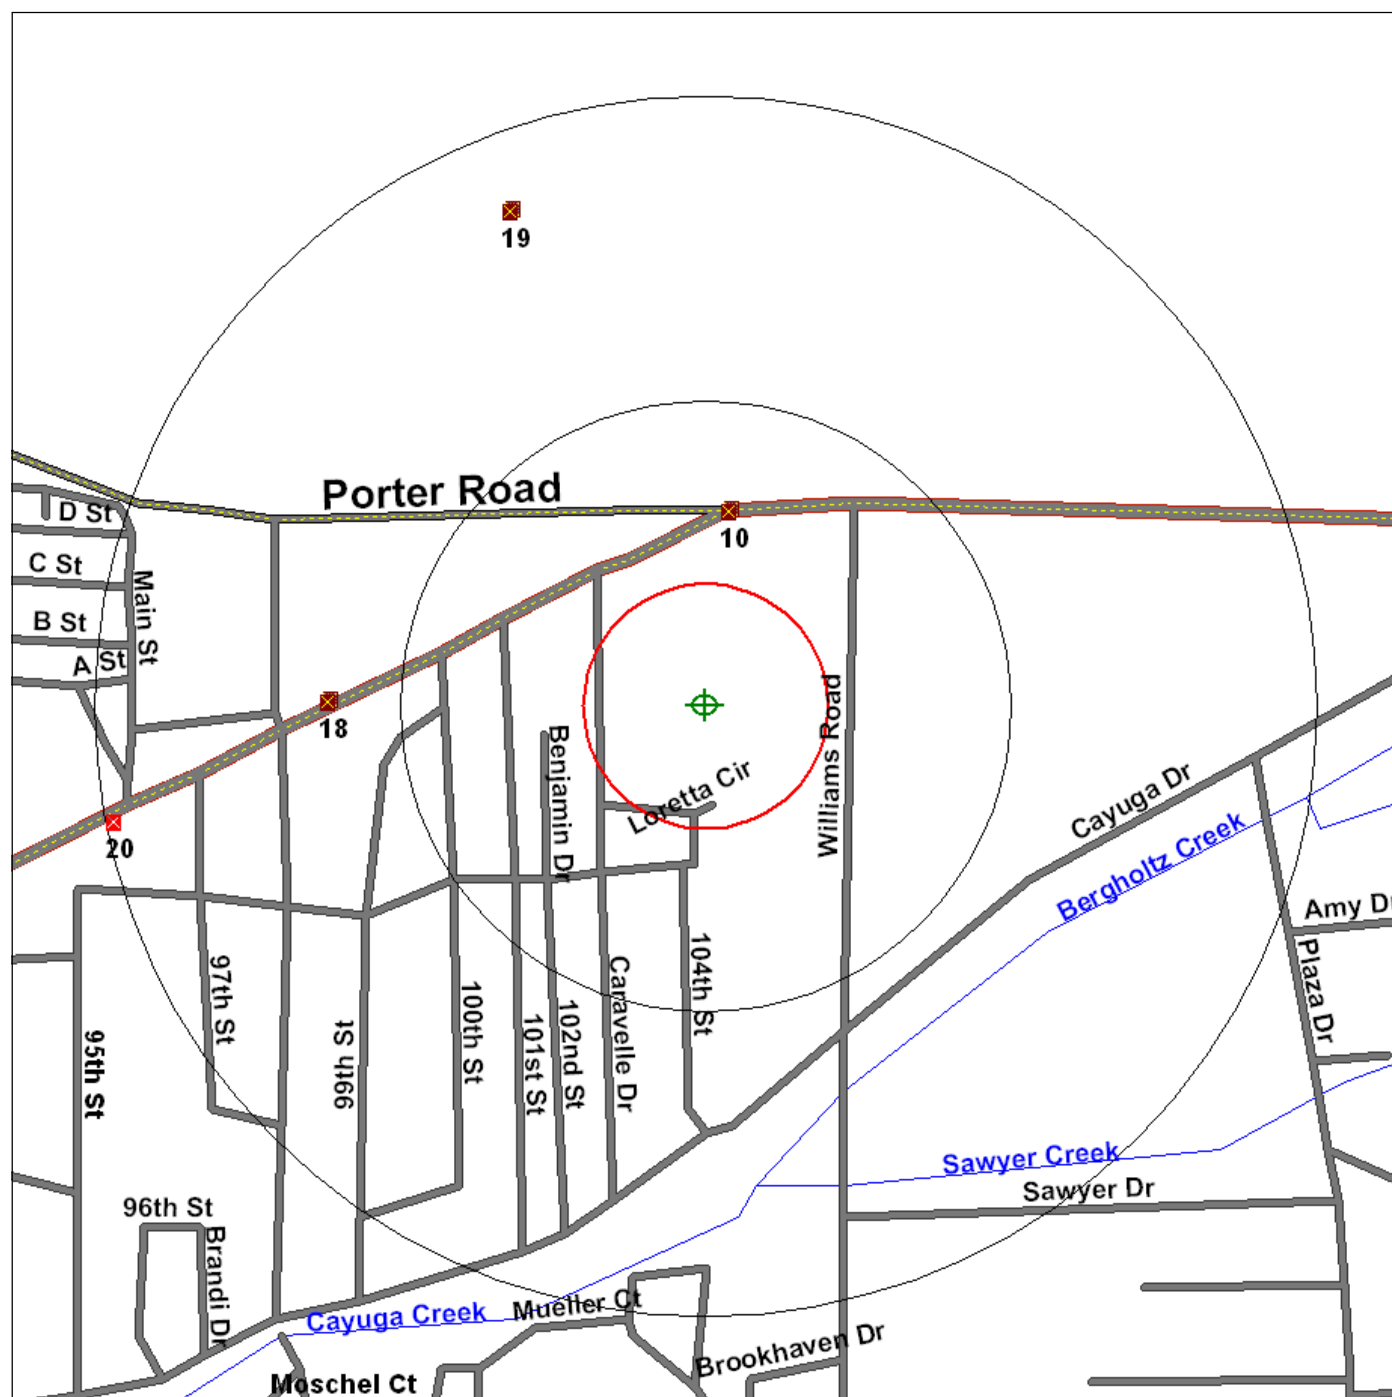 19
Porter Road
D St
10
C St
Main St
B St
A St
Williams Road
18
Benjamin Dr
Loretta Cir
Cayuga Dr
20
Bergholtz Creek
Amy Dr
104th St
Plaza Dr
97th St
Caravelle Dr
100th St
102nd St
101st St
99th St
95th St
Sawyer Creek
Sawyer Dr
96th St
Brandi Dr
Mueller Ct
Cayuga Creek
Brookhaven Dr
Moschel Ct